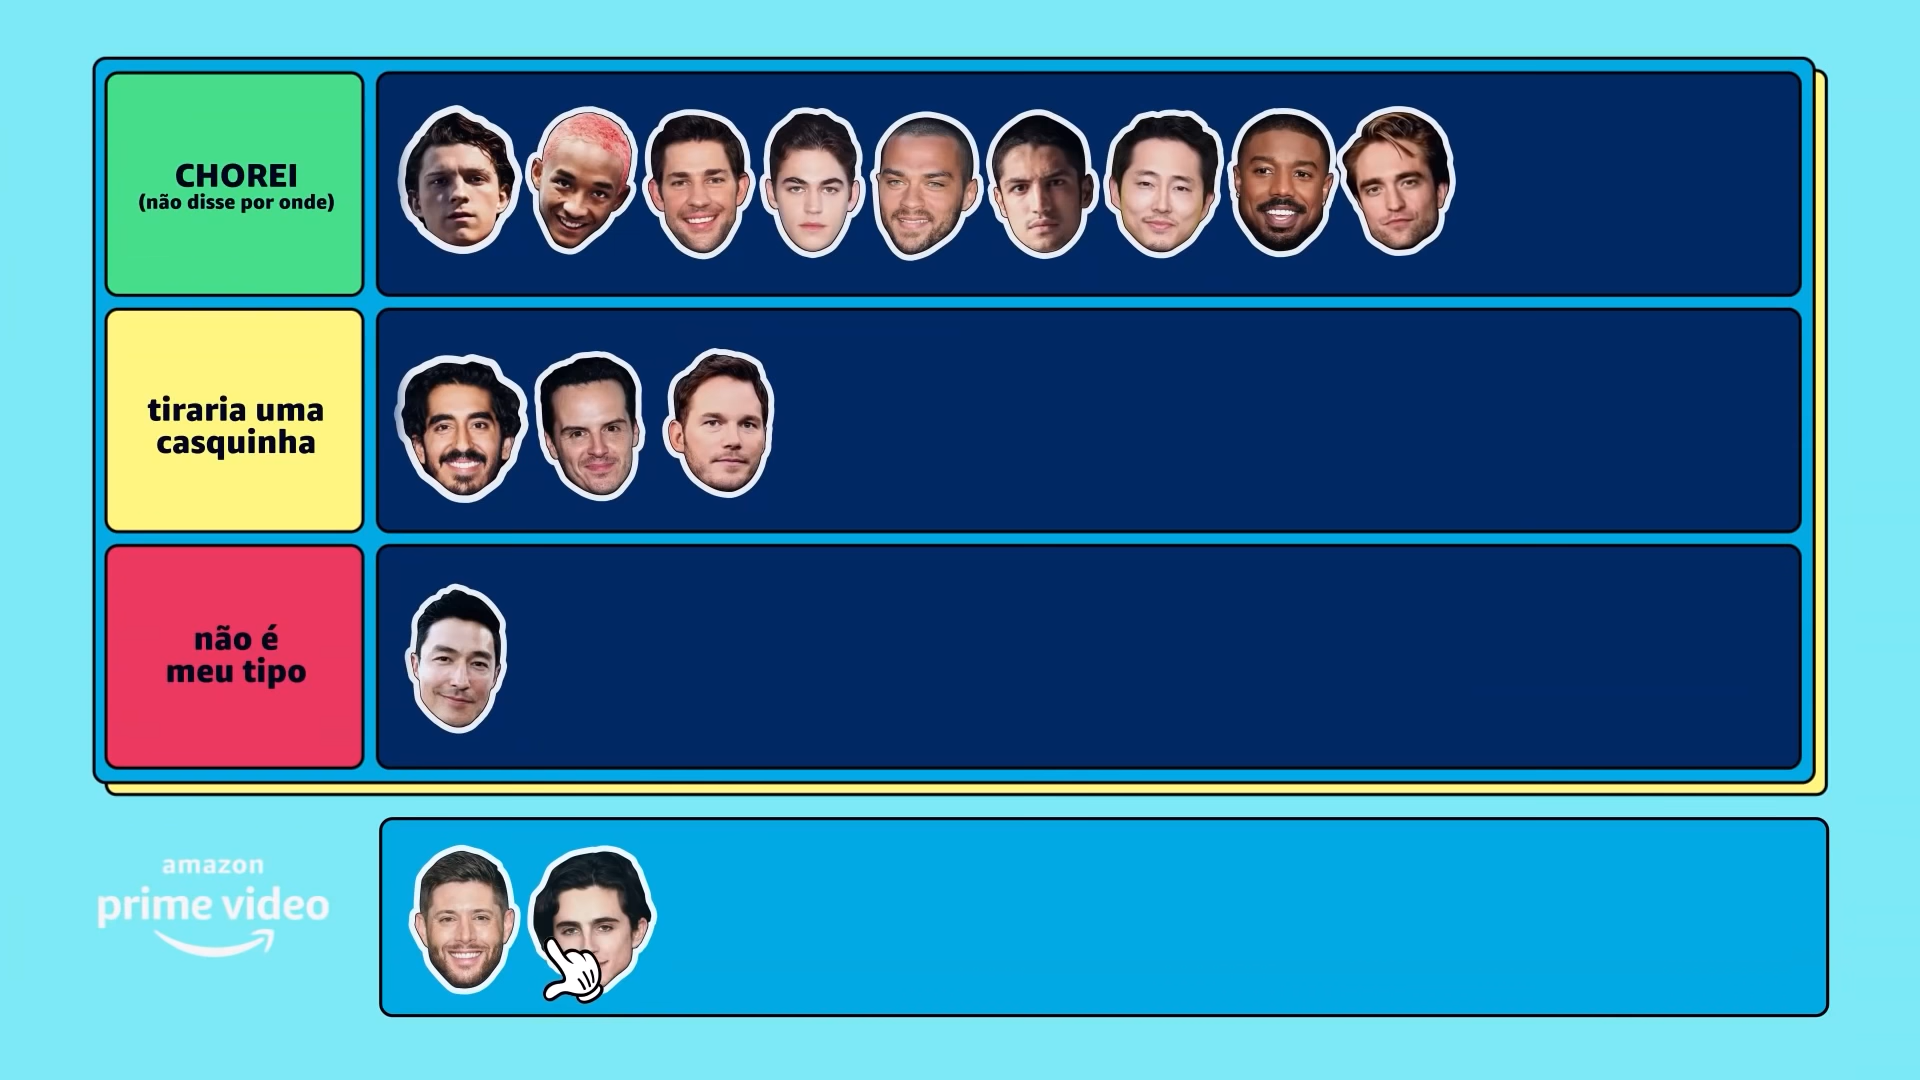 CHOREI
(não disse por onde)
tiraria uma
casquinha
não é
meu tipo
amazon
prime video